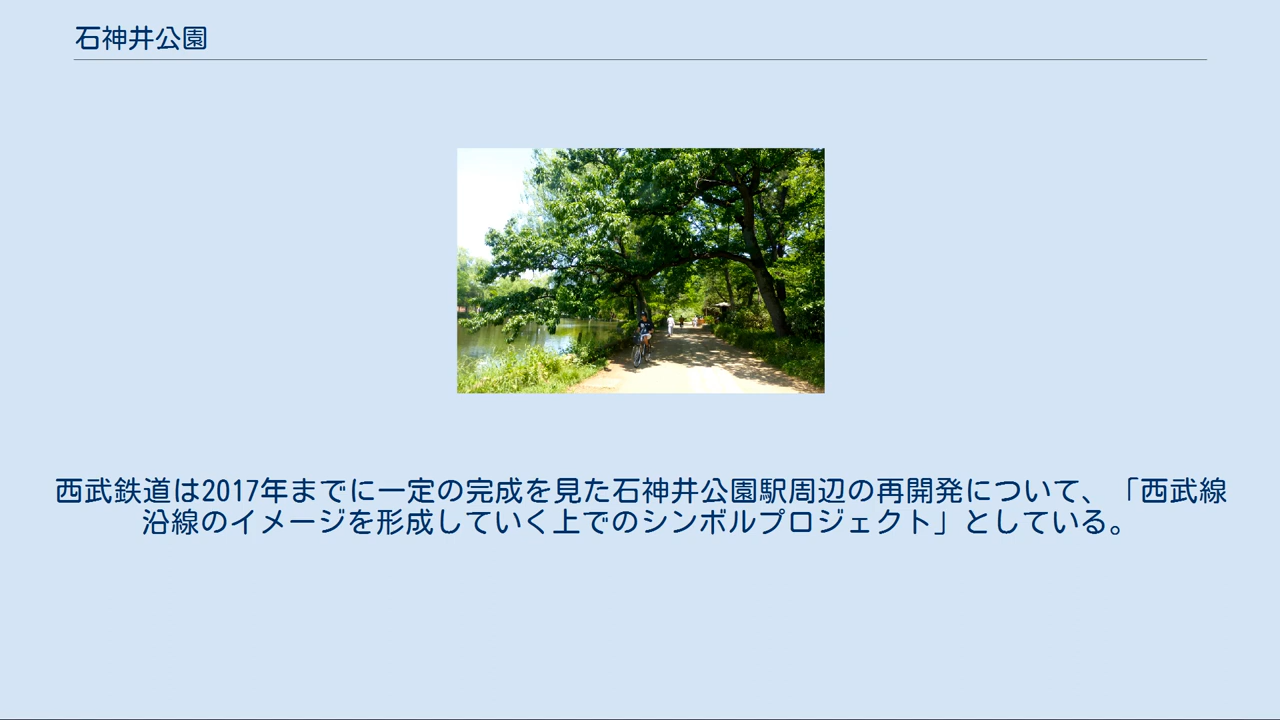 石神井公園
西武鉄道は2017年までに一定の完成を見た石神井公園駅周辺の再開発について、「西武線
沿線のイメージを形成していく上でのシンボルプロジェクト」としている。